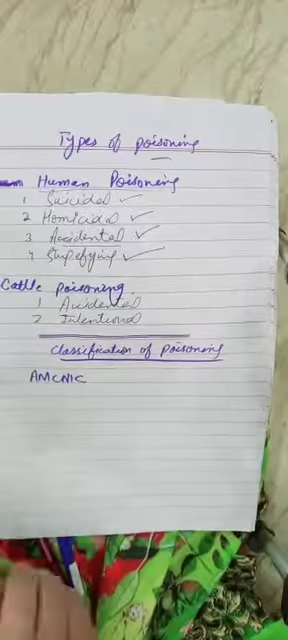 Types of poisoning
Human Poisoning
1 Suicidal ✓
2 Homicidal ✓
3 Accidental ✓
4 Stupefying ✓
Cattle poisoning.
1 Accidental
2 Intentional
Classification of poisoning
AMCNIC